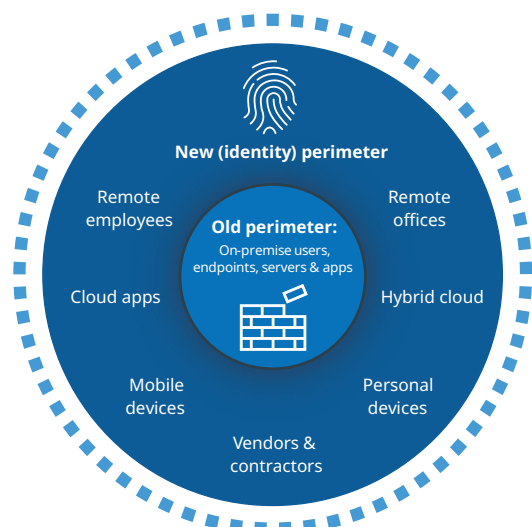 New (identity) perimeter
Remote
employees
Remote
offices
Old perimeter:
On-premise users,
endpoints, servers & apps
Cloud apps
Hybrid cloud
Mobile
devices
Personal
devices
Vendors &
contractors